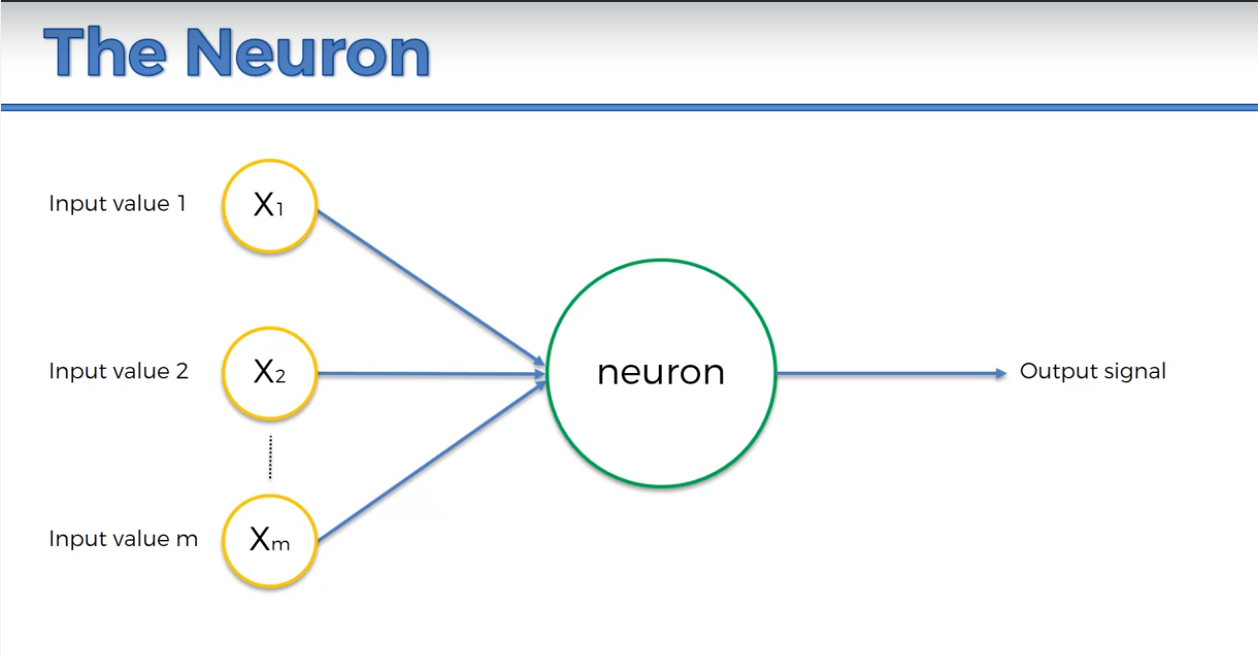 The Neuron
Input value 1
X1
Input value 2
X2
neuron
Output signal
Input value m
Xm